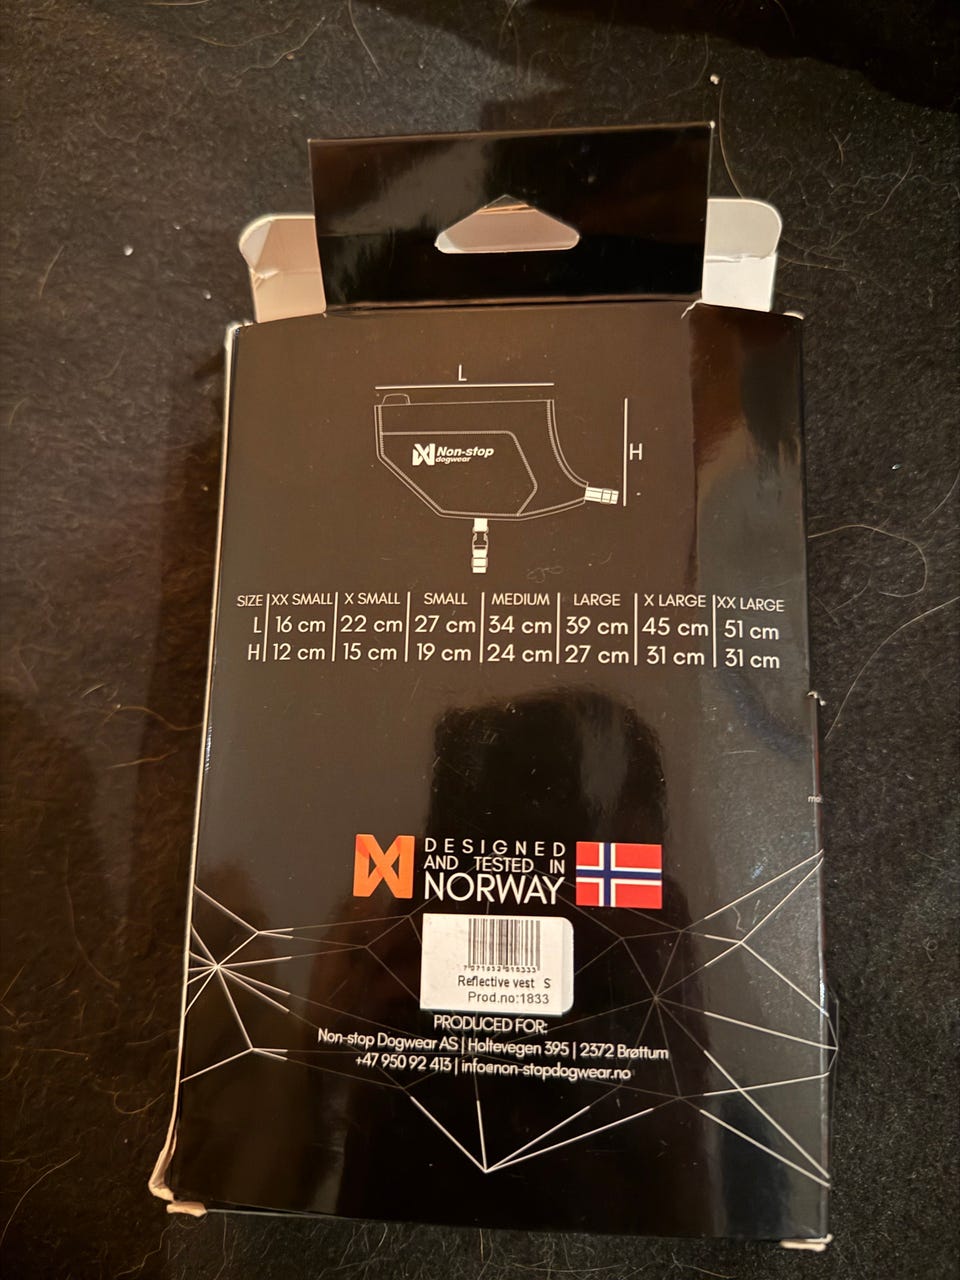 L
H
Non-stop
dogwear
SIZE XX SMALL X SMALL SMALL MEDIUM LARGE X LARGE XX LARGE
L 16 cm 22 cm 27 cm 34 cm 39 cm 45 cm 51 cm
H 12 cm 15 cm 19 cm 24 cm 27 cm 31 cm 31 cm
DESIGNED
AND TESTED IN
NORWAY
Reflective vest S
Prod.no:1833
PRODUCED FOR:
Non-stop Dogwear AS | Holtevegen 395 | 2372 Brøttum
+47 950 92 413 | info@non-stopdogwear.no